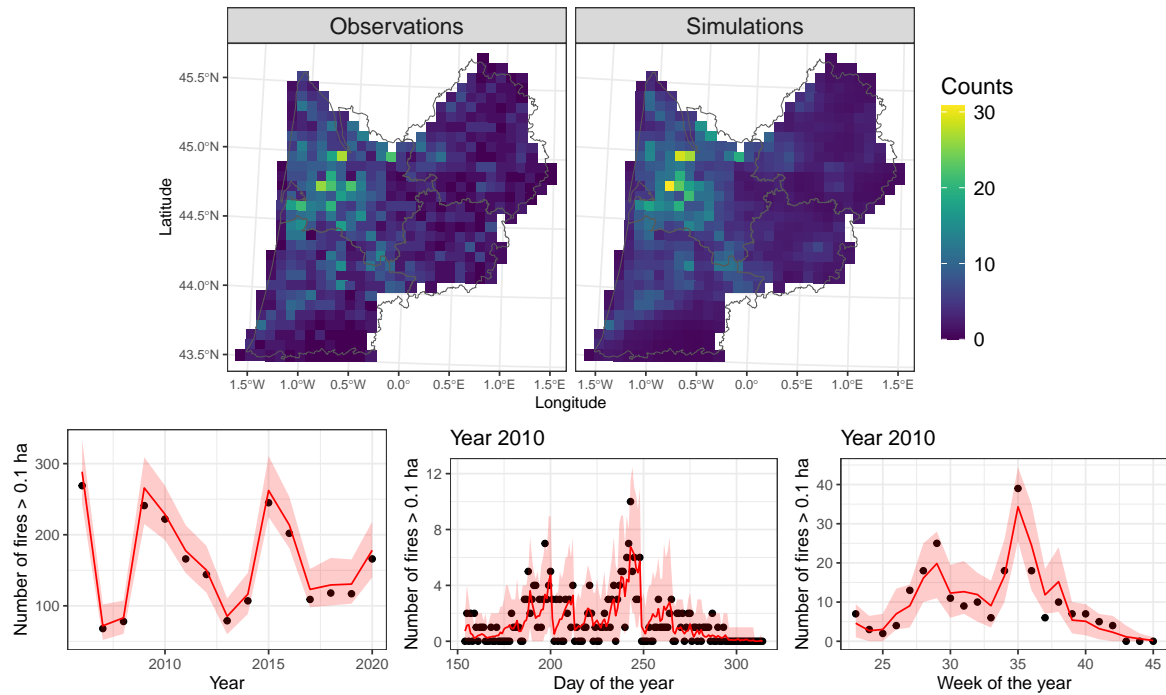 Observations
Simulations
45.5°N
45.0°N
44.5°N
44.0°N
43.5°N
Latitude
1.5°W 1.0°W 0.5°W 0.0° 0.5°E 1.0°E 1.5°E
1.5°W 1.0°W 0.5°W 0.0° 0.5°E 1.0°E 1.5°E
Longitude
Counts
30
20
10
0
Number of fires > 0.1 ha
300
200
100
2010 2015 2020
Year
Year 2010
Number of fires > 0.1 ha
12
8
4
0
150 200 250 300
Day of the year
Year 2010
Number of fires > 0.1 ha
40
30
20
10
0
25 30 35 40 45
Week of the year